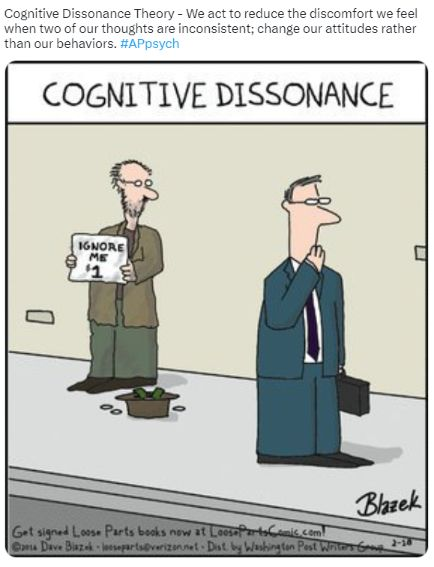 Cognitive Dissonance Theory - We act to reduce the discomfort we feel
when two of our thoughts are inconsistent; change our attitudes rather
than our behaviors. #APpsych
COGNITIVE DISSONANCE
IGNORE
ME
$1
Blazek
Get signed Loose Parts books now at LoosePartsComic.com!
Dave Blazek - looseparts@verizon.net - Dist. by Washington Post Writers Group 2-28